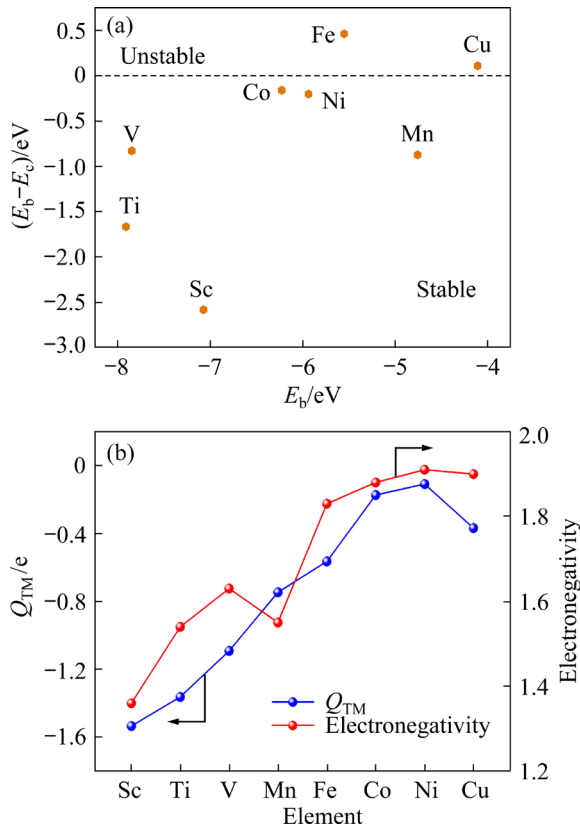 (a)
0.5
0
−0.5
−1.0
−1.5
−2.0
−2.5
−3.0
(Eb−Ec)/eV
Unstable
Fe
Cu
Co
Ni
V
Mn
Ti
Sc
Stable
−8
−7
−6
−5
−4
Eb/eV
(b)
0
−0.4
−0.8
−1.2
−1.6
QTM/e
2.0
1.8
1.6
1.4
1.2
Electronegativity
QTM
Electronegativity
Sc Ti V Mn Fe Co Ni Cu
Element